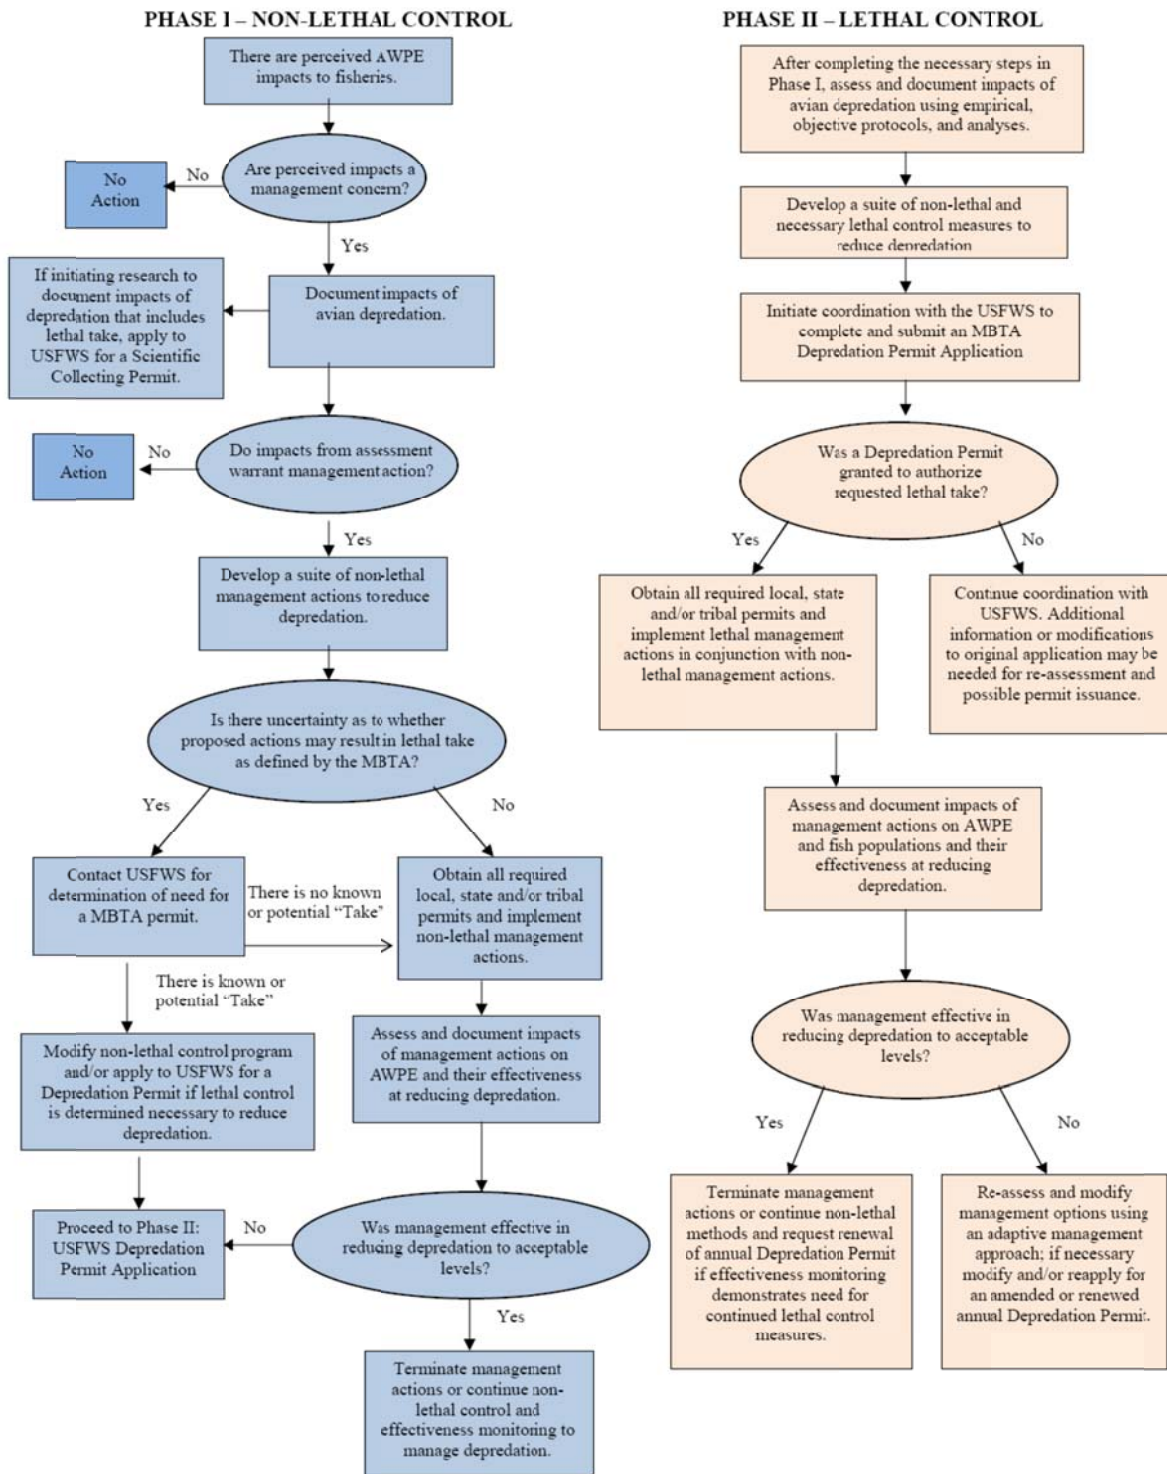 PHASE I – NON-LETHAL CONTROL
There are perceived AWPE
impacts to fisheries.
Are perceived impacts a
management concern?
No
No
Action
Yes
If initiating research to
document impacts of
depredation that includes
lethal take, apply to
USFWS for a Scientific
Collecting Permit.
Document impacts of
avian depredation.
Do impacts from assessment
warrant management action?
No
No
Action
Yes
Develop a suite of non-lethal
management actions to reduce
depredation.
Is there uncertainty as to whether
proposed actions may result in lethal take
as defined by the MBTA?
Yes
No
Contact USFWS for
determination of need for
a MBTA permit.
There is no known
or potential “Take”
Obtain all required
local, state and/or tribal
permits and implement
non-lethal management
actions.
There is known or
potential “Take”
Modify non-lethal control program
and/or apply to USFWS for a
Depredation Permit if lethal control
is determined necessary to reduce
depredation.
Assess and document impacts
of management actions on
AWPE and their effectiveness
at reducing depredation.
Proceed to Phase II:
USFWS Depredation
Permit Application
No
Was management effective in
reducing depredation to acceptable
levels?
Yes
Terminate management
actions or continue non-
lethal control and
effectiveness monitoring to
manage depredation.
PHASE II – LETHAL CONTROL
After completing the necessary steps in
Phase I, assess and document impacts of
avian depredation using empirical,
objective protocols, and analyses.
Develop a suite of non-lethal and
necessary lethal control measures to
reduce depredation
Initiate coordination with the USFWS to
complete and submit an MBTA
Depredation Permit Application
Was a Depredation Permit
granted to authorize
requested lethal take?
Yes
No
Obtain all required local, state
and/or tribal permits and
implement lethal management
actions in conjunction with non-
lethal management actions.
Continue coordination with
USFWS. Additional
information or modifications
to original application may be
needed for re-assessment and
possible permit issuance.
Assess and document impacts of
management actions on AWPE
and fish populations and their
effectiveness at reducing
depredation.
Was management effective in
reducing depredation to acceptable
levels?
Yes
No
Terminate management
actions or continue non-lethal
methods and request renewal
of annual Depredation Permit
if effectiveness monitoring
demonstrates need for
continued lethal control
measures.
Re-assess and modify
management options using
an adaptive management
approach; if necessary
modify and/or reapply for
an amended or renewed
annual Depredation Permit.